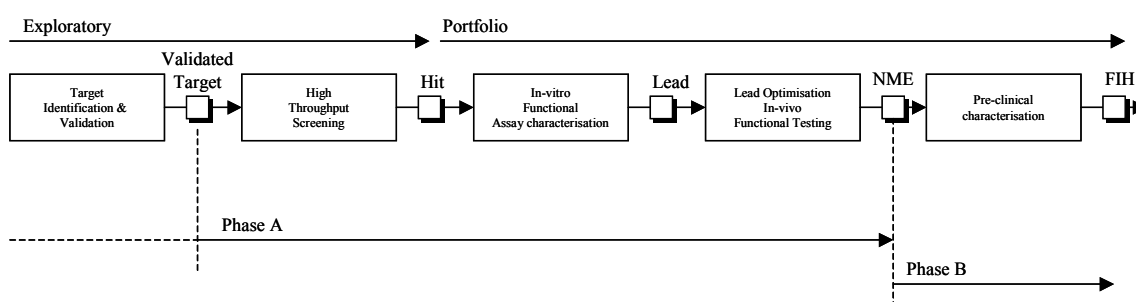 Exploratory
Portfolio
Validated
Target
Hit
Lead
NME
FIH
Target
Identification &
Validation
High
Throughput
Screening
In-vitro
Functional
Assay characterisation
Lead Optimisation
In-vivo
Functional Testing
Pre-clinical
characterisation
Phase A
Phase B